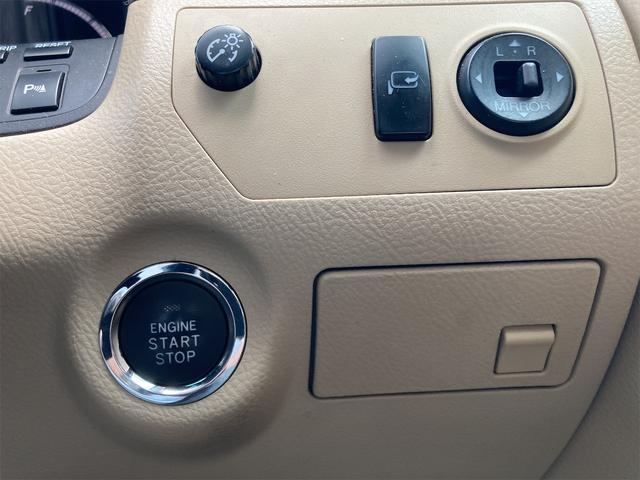 F
TRIP
RESET
P
L R
MIRROR
ENGINE
START
STOP